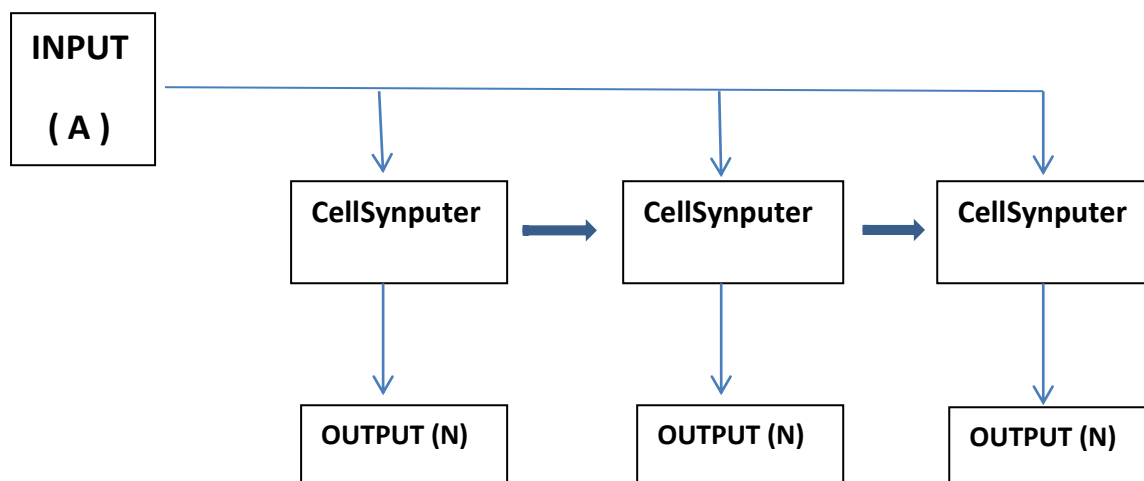 INPUT
( A )
CellSynputer
CellSynputer
CellSynputer
OUTPUT (N)
OUTPUT (N)
OUTPUT (N)